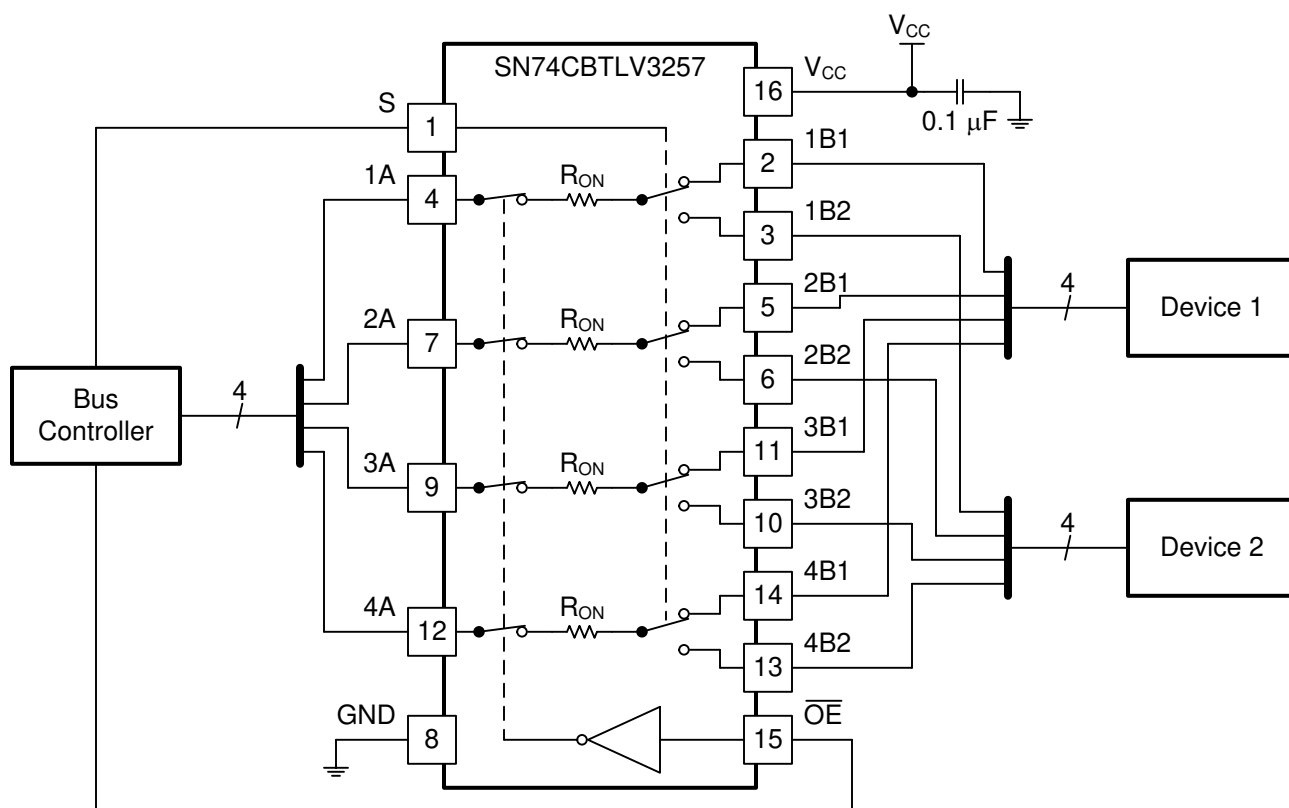 V_CC
SN74CBTLV3257
V_CC
16
0.1 μF
S
1
1B1
2
1A
4
R_ON
1B2
3
2B1
5
4
Device 1
2A
7
R_ON
2B2
6
Bus
Controller
4
3B1
11
3A
9
R_ON
3B2
10
4
Device 2
4B1
14
4A
12
R_ON
4B2
13
GND
8
O̅E̅
15